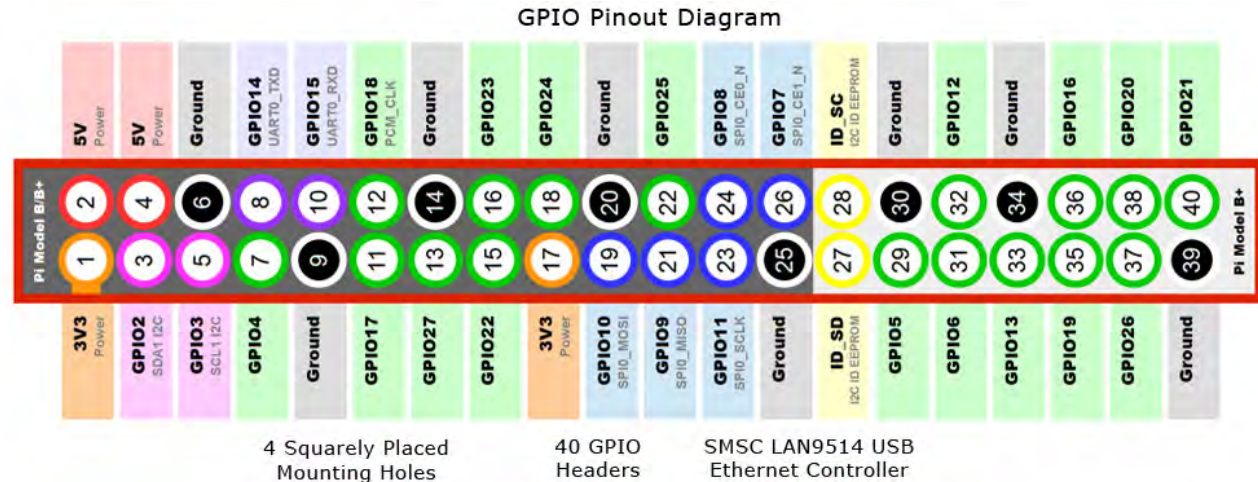 GPIO Pinout Diagram
5V
Power
5V
Power
Ground
GPIO14
UART0_TXD
GPIO15
UART0_RXD
GPIO18
PCM_CLK
Ground
GPIO23
GPIO24
Ground
GPIO25
GPIO8
SPI0_CE0_N
GPIO7
SPI0_CE1_N
ID_SC
I2C ID EEPROM
Ground
GPIO12
Ground
GPIO16
GPIO20
GPIO21
Pi Model B/B+
2 4 6 8 10 12 14 16 18 20 22 24 26 28 30 32 34 36 38 40
1 3 5 7 9 11 13 15 17 19 21 23 25 27 29 31 33 35 37 39
Pi Model B+
3V3
Power
GPIO2
SDA1 I2C
GPIO3
SCL1 I2C
GPIO4
Ground
GPIO17
GPIO27
GPIO22
3V3
Power
GPIO10
SPI0_MOSI
GPIO9
SPI0_MISO
GPIO11
SPI0_SCLK
Ground
ID_SD
I2C ID EEPROM
GPIO5
GPIO6
GPIO13
GPIO19
GPIO26
Ground
4 Squarely Placed
Mounting Holes
40 GPIO
Headers
SMSC LAN9514 USB
Ethernet Controller